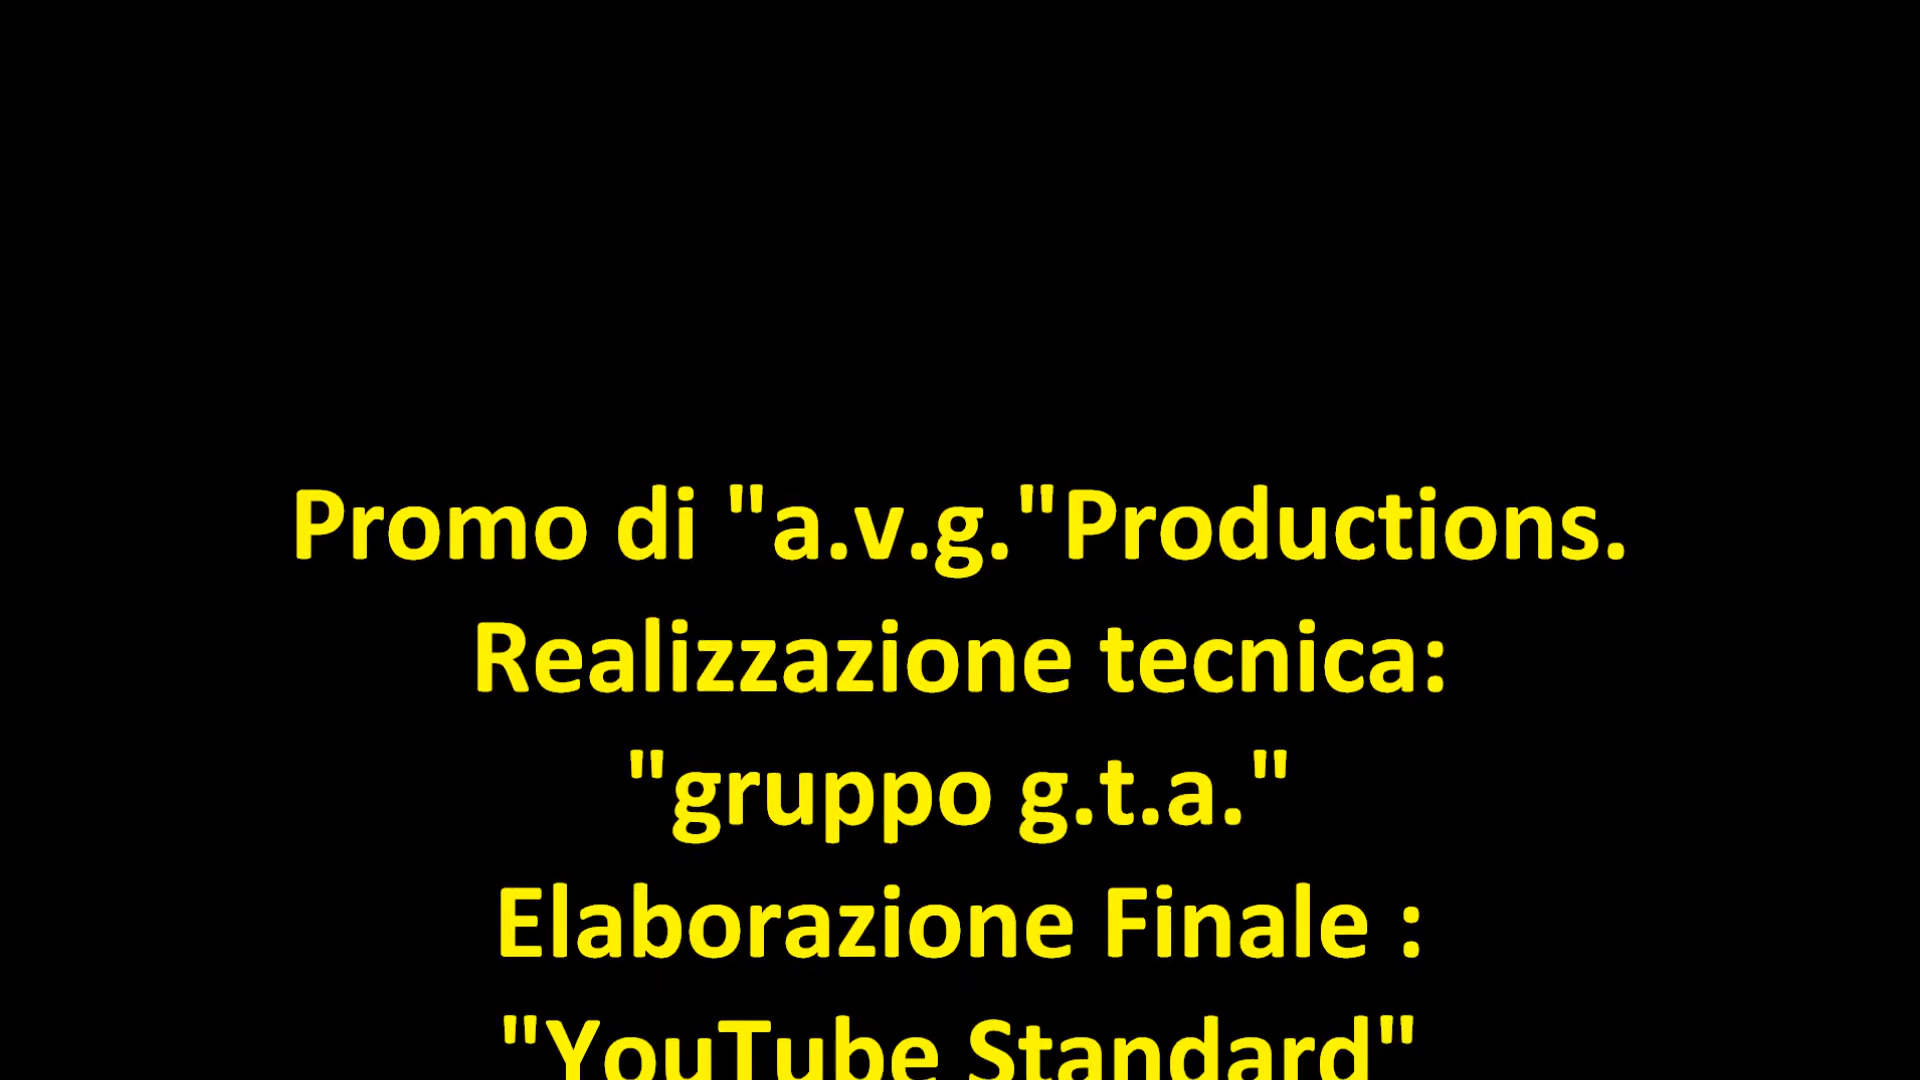 Promo di "a.v.g."Productions.
Realizzazione tecnica:
"gruppo g.t.a."
Elaborazione Finale :
"YouTube Standard"